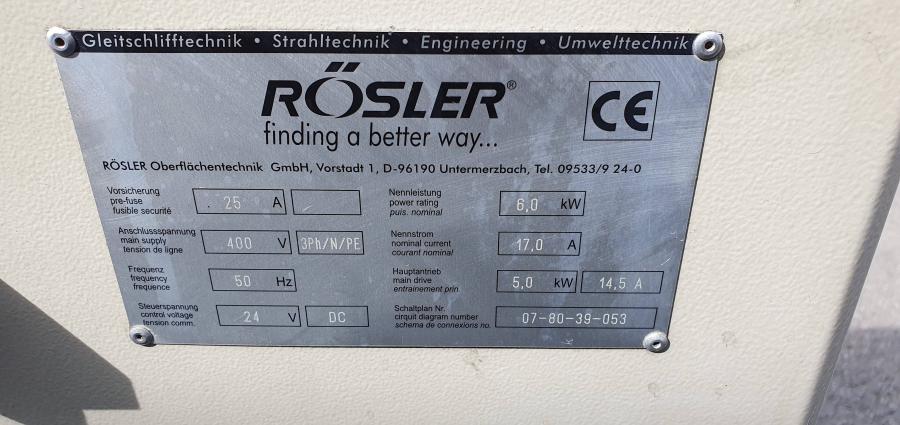 Gleitschlifftechnik • Strahltechnik • Engineering • Umwelttechnik
RÖSLER®
finding a better way...
CE
RÖSLER Oberflächentechnik GmbH, Vorstadt 1, D-96190 Untermerzbach, Tel. 09533/9 24-0
Vorsicherung
pre-fuse
fusible securité
25 A
Nennleistung
power rating
puis. nominal
6,0 kW
Anschlussspannung
main supply
tension de ligne
400 V
3Ph/N/PE
Nennstrom
nominal current
courant nominal
17,0 A
Frequenz
frequency
frequence
50 Hz
Hauptantrieb
main drive
entrainement prin.
5,0 kW
14,5 A
Steuerspannung
control voltage
tension comm.
24 V
DC
Schaltplan Nr.
cirquit diagram number
schema de connexions no.
07-80-39-053